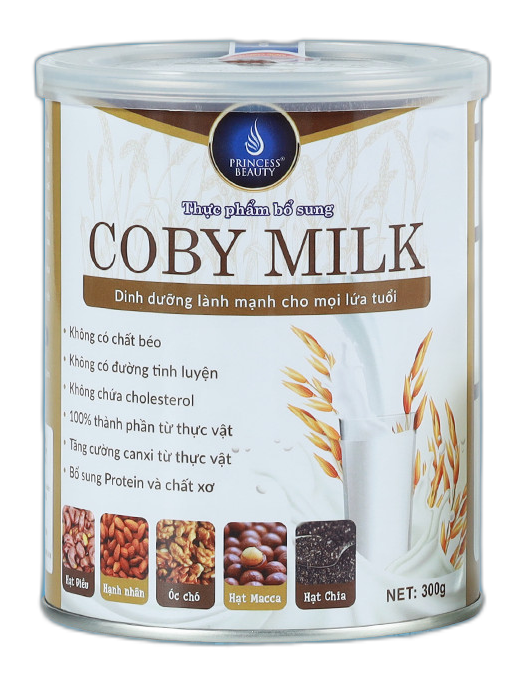 PRINCESS®
BEAUTY
Thực phẩm bổ sung
COBY MILK
Dinh dưỡng lành mạnh cho mọi lứa tuổi
• Không có chất béo
• Không có đường tinh luyện
• Không chứa cholesterol
• 100% thành phần từ thực vật
• Tăng cường canxi từ thực vật
• Bổ sung Protein và chất xơ
Hạt Điều
Hạnh nhân
Óc chó
Hạt Macca
Hạt Chia
NET: 300g